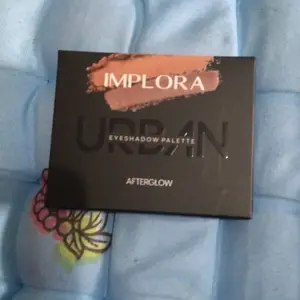 IMPLORA
URBAN
EYESHADOW PALETTE
AFTERGLOW